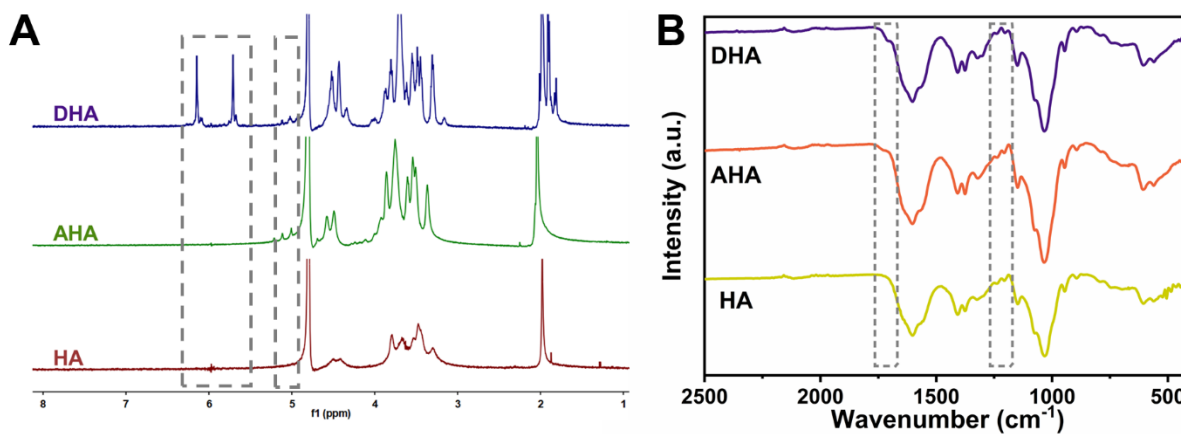 A
DHA
AHA
HA
8 7 6 5 4 3 2 1
f1 (ppm)
B
DHA
AHA
HA
Intensity (a.u.)
2500 2000 1500 1000 500
Wavenumber (cm⁻¹)